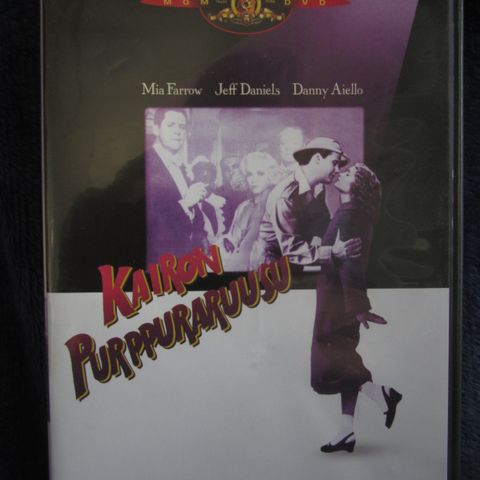 MGM DVD
Mia Farrow Jeff Daniels Danny Aiello
KAIRON
PURPPURARUUSU